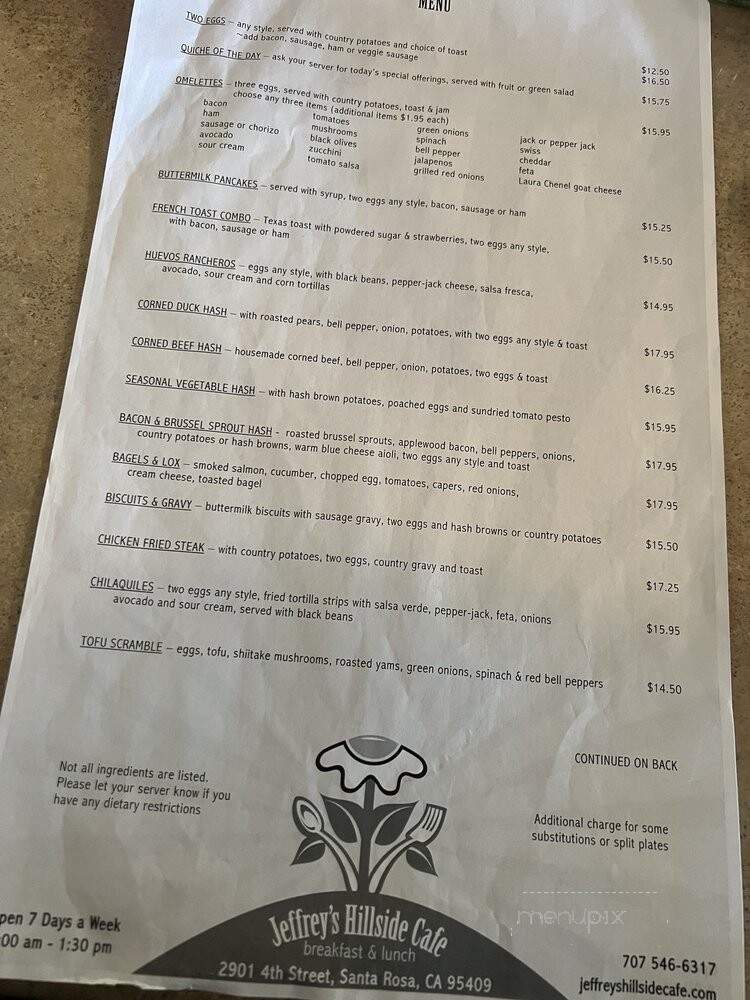 MENU
TWO EGGS – any style, served with country potatoes and choice of toast $12.50
~add bacon, sausage, ham or veggie sausage $16.50
QUICHE OF THE DAY – ask your server for today's special offerings, served with fruit or green salad $15.75
OMELETTES – three eggs, served with country potatoes, toast & jam $15.95
choose any three items (additional items $1.95 each)
bacon tomatoes green onions jack or pepper jack
ham mushrooms spinach swiss
sausage or chorizo black olives bell pepper cheddar
avocado zucchini jalapenos feta
sour cream tomato salsa grilled red onions Laura Chenel goat cheese
BUTTERMILK PANCAKES – served with syrup, two eggs any style, bacon, sausage or ham $15.25
FRENCH TOAST COMBO – Texas toast with powdered sugar & strawberries, two eggs any style, $15.50
with bacon, sausage or ham
HUEVOS RANCHEROS – eggs any style, with black beans, pepper-jack cheese, salsa fresca, $14.95
avocado, sour cream and corn tortillas
CORNED DUCK HASH – with roasted pears, bell pepper, onion, potatoes, with two eggs any style & toast $17.95
CORNED BEEF HASH – housemade corned beef, bell pepper, onion, potatoes, two eggs & toast $16.25
SEASONAL VEGETABLE HASH – with hash brown potatoes, poached eggs and sundried tomato pesto $15.95
BACON & BRUSSEL SPROUT HASH - roasted brussel sprouts, applewood bacon, bell peppers, onions, $17.95
country potatoes or hash browns, warm blue cheese aioli, two eggs any style and toast
BAGELS & LOX – smoked salmon, cucumber, chopped egg, tomatoes, capers, red onions, $17.95
cream cheese, toasted bagel
BISCUITS & GRAVY – buttermilk biscuits with sausage gravy, two eggs and hash browns or country potatoes $15.50
CHICKEN FRIED STEAK – with country potatoes, two eggs, country gravy and toast $17.25
CHILAQUILES – two eggs any style, fried tortilla strips with salsa verde, pepper-jack, feta, onions $15.95
avocado and sour cream, served with black beans
TOFU SCRAMBLE – eggs, tofu, shiitake mushrooms, roasted yams, green onions, spinach & red bell peppers $14.50
CONTINUED ON BACK
Not all ingredients are listed.
Please let your server know if you
have any dietary restrictions
Additional charge for some
substitutions or split plates
menupix
Jeffrey's Hillside Cafe
breakfast & lunch
2901 4th Street, Santa Rosa, CA 95409
pen 7 Days a Week
:00 am - 1:30 pm
707 546-6317
jeffreyshillsidecafe.com